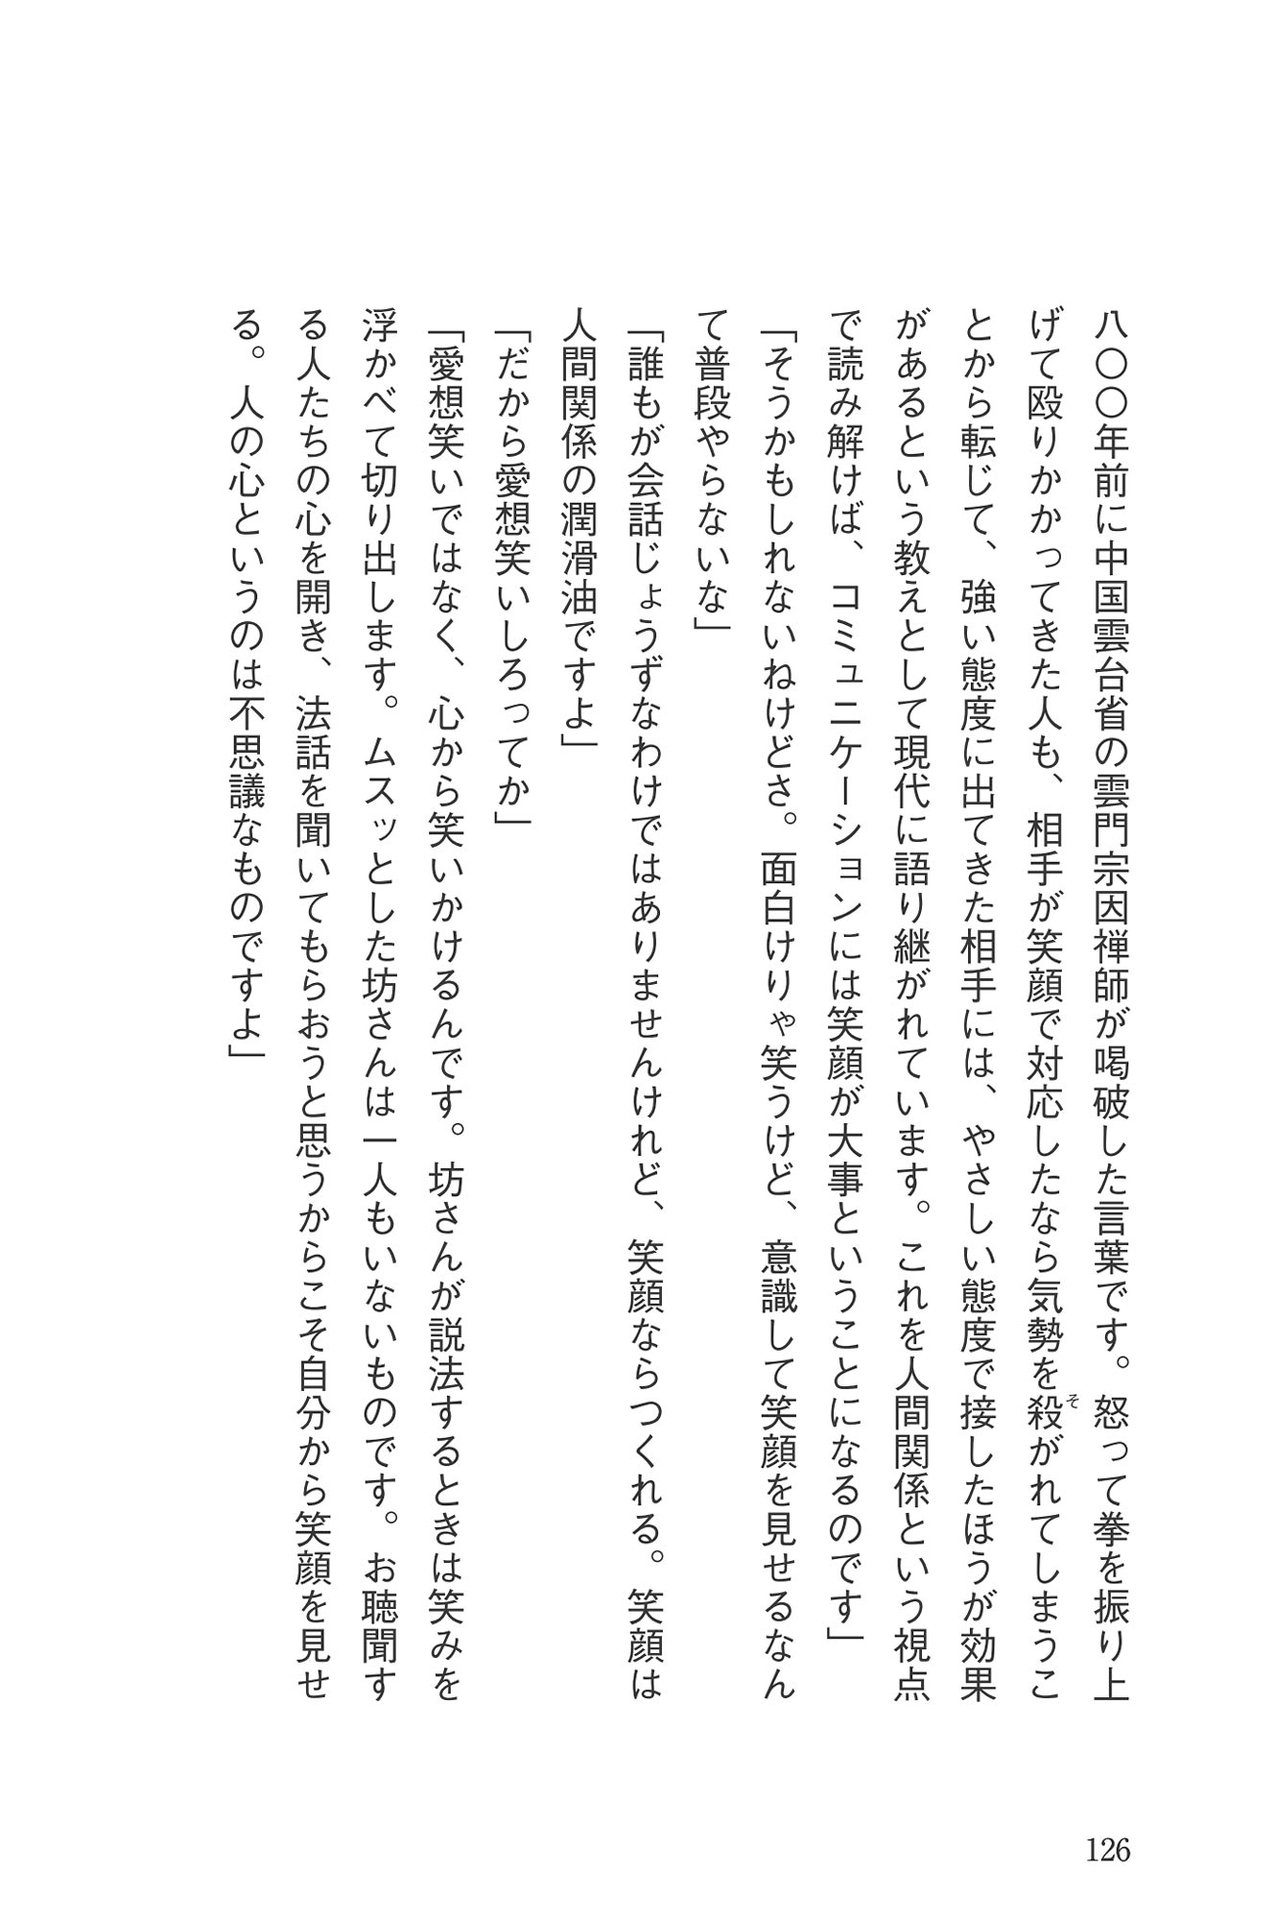 八〇〇年前に中国雲台省の雲門宗因禅師が喝破した言葉です。怒って拳を振り上
げて殴りかかってきた人も、相手が笑顔で対応したなら気勢を殺がれてしまうこ
そ
とから転じて、強い態度に出てきた相手には、やさしい態度で接したほうが効果
があるという教えとして現代に語り継がれています。これを人間関係という視点
で読み解けば、コミュニケーションには笑顔が大事ということになるのです」
「そうかもしれないねけどさ。面白けりゃ笑うけど、意識して笑顔を見せるなん
て普段やらないな」
「誰もが会話じょうずなわけではありませんけれど、笑顔ならつくれる。笑顔は
人間関係の潤滑油ですよ」
「だから愛想笑いしろってか」
「愛想笑いではなく、心から笑いかけるんです。坊さんが説法するときは笑みを
浮かべて切り出します。ムスッとした坊さんは一人もいないものです。お聴聞す
る人たちの心を開き、法話を聞いてもらおうと思うからこそ自分から笑顔を見せ
る。人の心というのは不思議なものですよ」
126